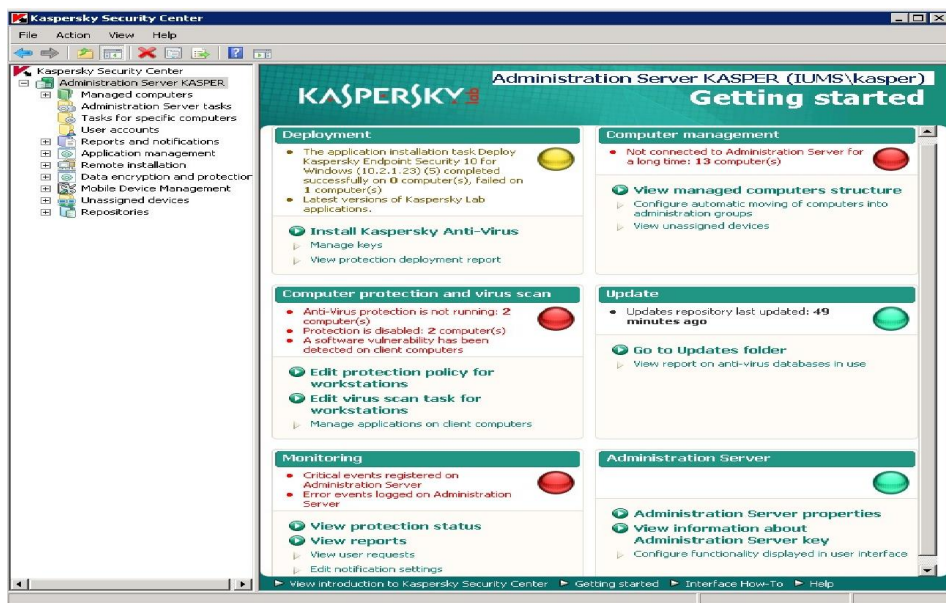 Kaspersky Security Center
File Action View Help
Kaspersky Security Center
Administration Server KASPER
Managed computers
Administration Server tasks
Tasks for specific computers
User accounts
Reports and notifications
Application management
Remote installation
Data encryption and protection
Mobile Device Management
Unassigned devices
Repositories
KASPERSKY lab
Administration Server KASPER (IUMS\kasper)
Getting started
Deployment
The application installation task Deploy
Kaspersky Endpoint Security 10 for
Windows (10.2.1.23) (5) completed
successfully on 0 computer(s), failed on
1 computer(s)
Latest versions of Kaspersky Lab
applications.
Install Kaspersky Anti-Virus
Manage keys
View protection deployment report
Computer management
Not connected to Administration Server for
a long time: 13 computer(s)
View managed computers structure
Configure automatic moving of computers into
administration groups
View unassigned devices
Computer protection and virus scan
Anti-Virus protection is not running: 2
computer(s)
Protection is disabled: 2 computer(s)
A software vulnerability has been
detected on client computers
Edit protection policy for
workstations
Edit virus scan task for
workstations
Manage applications on client computers
Update
Updates repository last updated: 49
minutes ago
Go to Updates folder
View report on anti-virus databases in use
Monitoring
Critical events registered on
Administration Server
Error events logged on Administration
Server
View protection status
View reports
View user requests
Edit notification settings
Administration Server
Administration Server properties
View information about
Administration Server key
Configure functionality displayed in user interface
View introduction to Kaspersky Security Center Getting started Interface How-To Help